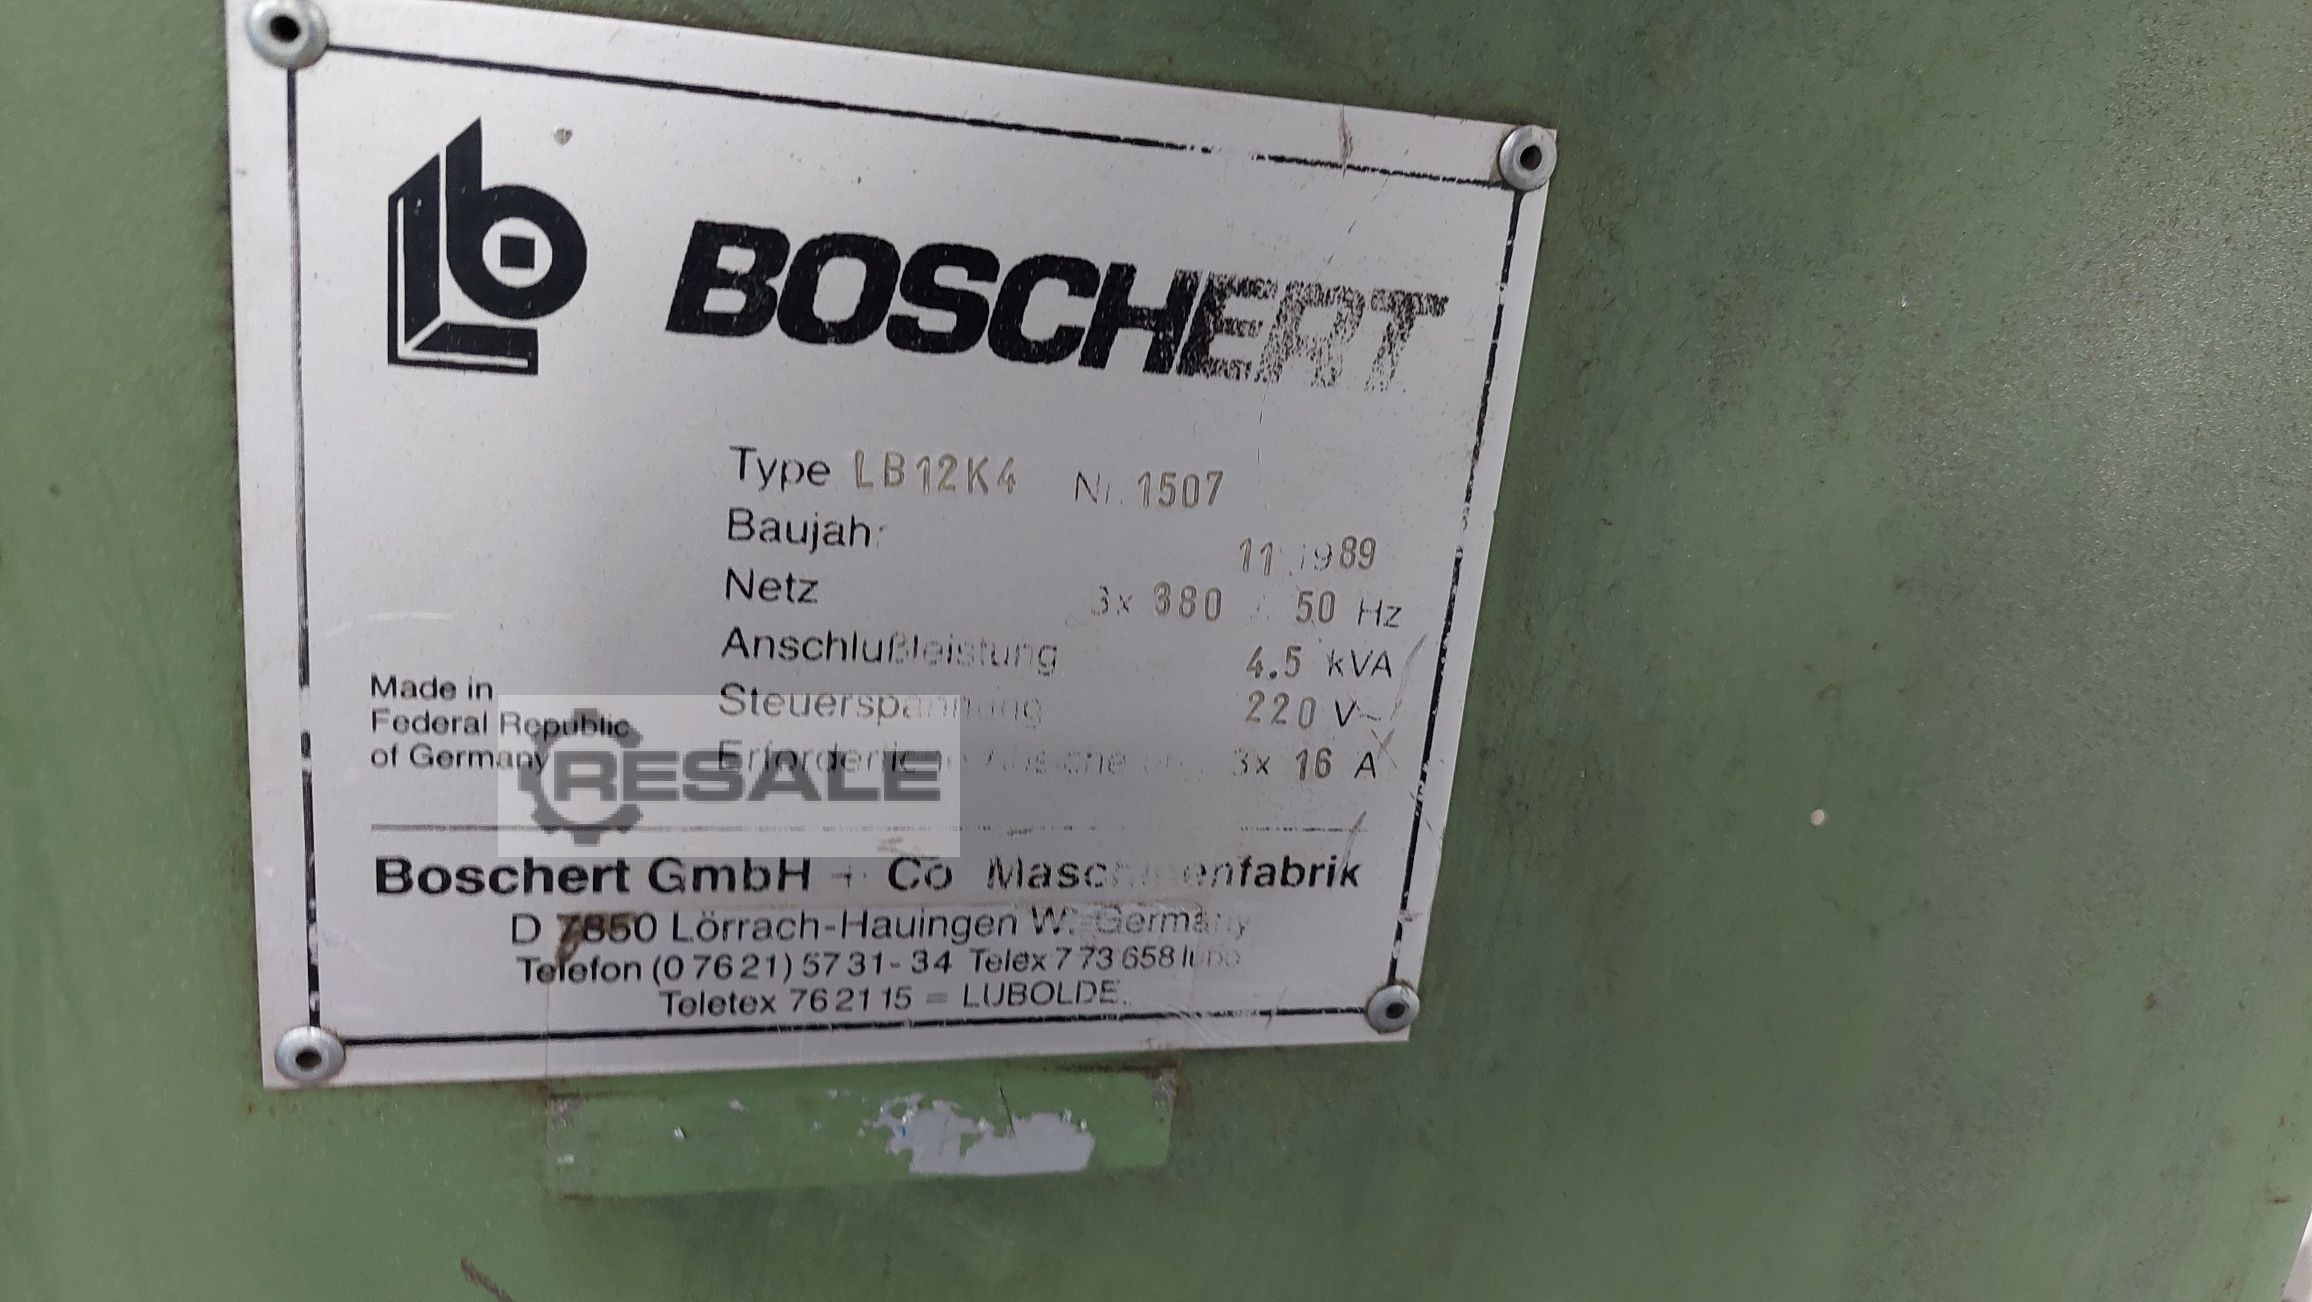 BOSCHERT
Type LB12K4 Nr. 1507
Baujahr 11 1989
Netz 3x 380 / 50 Hz
Anschlußleistung 4.5 kVA
Steuerspannung 220 V~
Erforderliche 3x 16 A
Made in
Federal Republic
of Germany
RESALE
Boschert GmbH + Co Maschinenfabrik
D 7850 Lörrach-Hauingen W. Germany
Telefon (0 76 21) 57 31 - 34 Telex 7 73 658 lubo
Teletex 76 21 15 = LUBOLDE